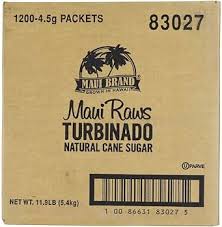 1200-4.5g PACKETS
83027
MAUI BRAND
GROWN IN HAWAII
Maui Raws
TURBINADO
NATURAL CANE SUGAR
U PARVE
NET WT. 11.9LB (5.4kg)
1 00 86631 83027 5